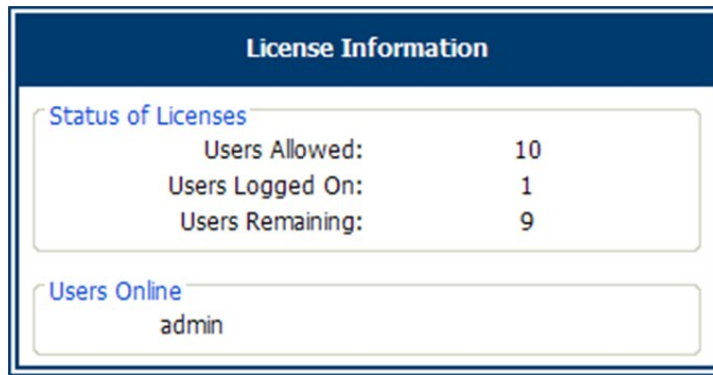 License Information
Status of Licenses
Users Allowed: 10
Users Logged On: 1
Users Remaining: 9
Users Online
admin